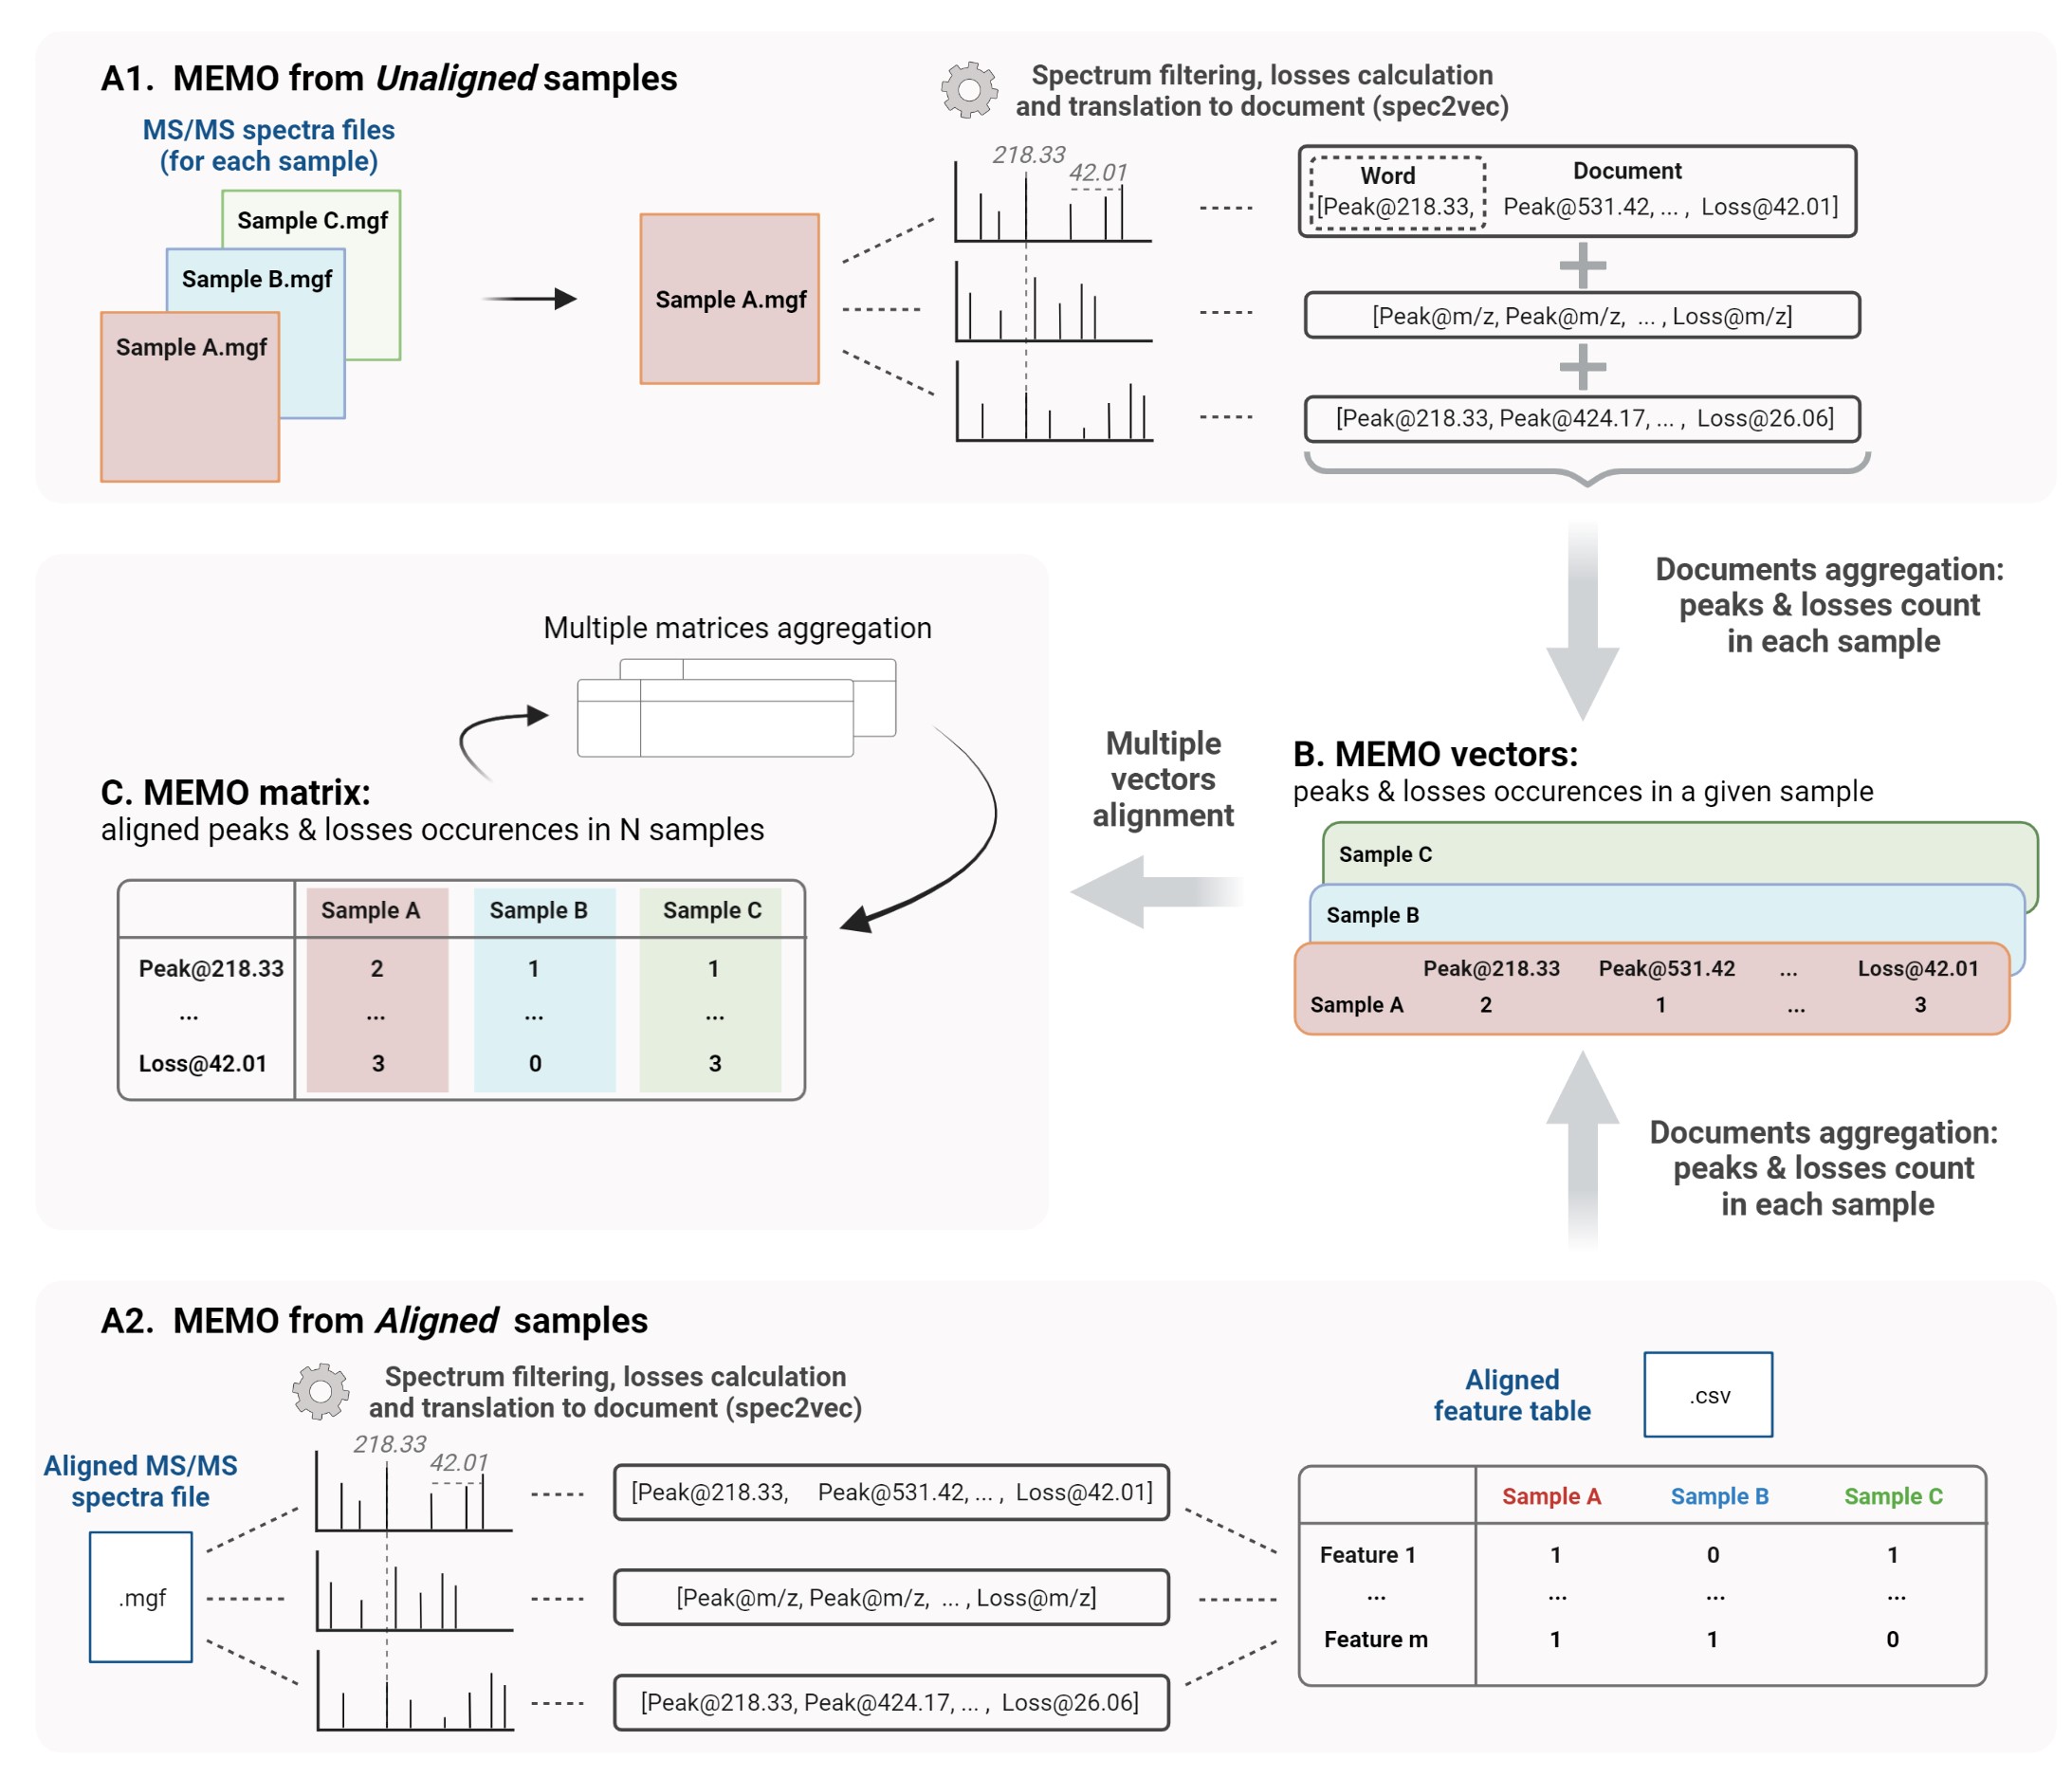 A1. MEMO from Unaligned samples
MS/MS spectra files
(for each sample)
Sample C.mgf
Sample B.mgf
Sample A.mgf
Sample A.mgf
Spectrum filtering, losses calculation
and translation to document (spec2vec)
218.33
42.01
Word
Document
[Peak@218.33, Peak@531.42, ... , Loss@42.01]
[Peak@m/z, Peak@m/z, ... , Loss@m/z]
[Peak@218.33, Peak@424.17, ... , Loss@26.06]
Documents aggregation:
peaks & losses count
in each sample
B. MEMO vectors:
peaks & losses occurences in a given sample
Sample C
Sample B
Peak@218.33 Peak@531.42 ... Loss@42.01
Sample A 2 1 ... 3
Multiple
vectors
alignment
Multiple matrices aggregation
C. MEMO matrix:
aligned peaks & losses occurences in N samples
Sample A Sample B Sample C
Peak@218.33 2 1 1
... ... ... ...
Loss@42.01 3 0 3
Documents aggregation:
peaks & losses count
in each sample
A2. MEMO from Aligned samples
Spectrum filtering, losses calculation
and translation to document (spec2vec)
Aligned MS/MS
spectra file
.mgf
218.33
42.01
[Peak@218.33, Peak@531.42, ... , Loss@42.01]
[Peak@m/z, Peak@m/z, ... , Loss@m/z]
[Peak@218.33, Peak@424.17, ... , Loss@26.06]
Aligned
feature table
.csv
Sample A Sample B Sample C
Feature 1 1 0 1
... ... ... ...
Feature m 1 1 0